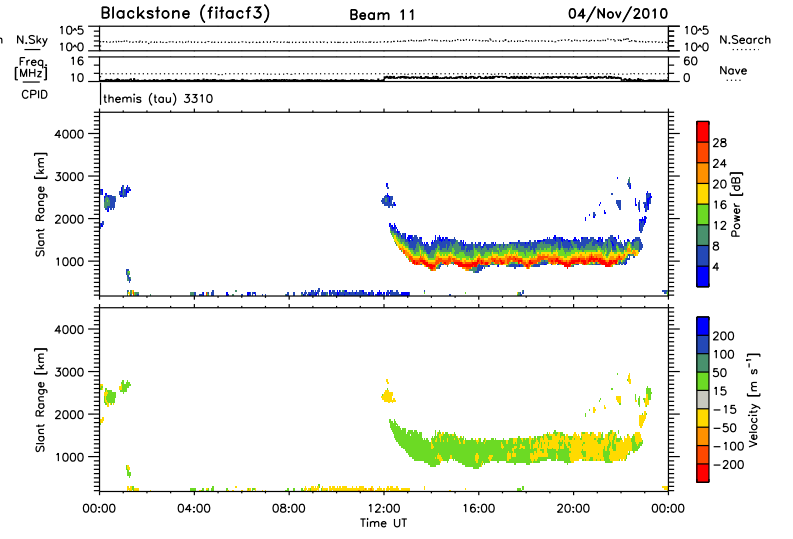 Blackstone (fitacf3) Beam 11 04/Nov/2010
N.Sky 10^5 10^0 10^5 10^0 N.Search
Freq. [MHz] 16 10 60 0 Nave
CPID themis (tau) 3310
Slant Range [km]
4000
3000
2000
1000
28
24
20
16
12
8
4
Power [dB]
Slant Range [km]
4000
3000
2000
1000
200
100
50
15
-15
-50
-100
-200
Velocity [m s⁻¹]
00:00 04:00 08:00 12:00 16:00 20:00 00:00
Time UT